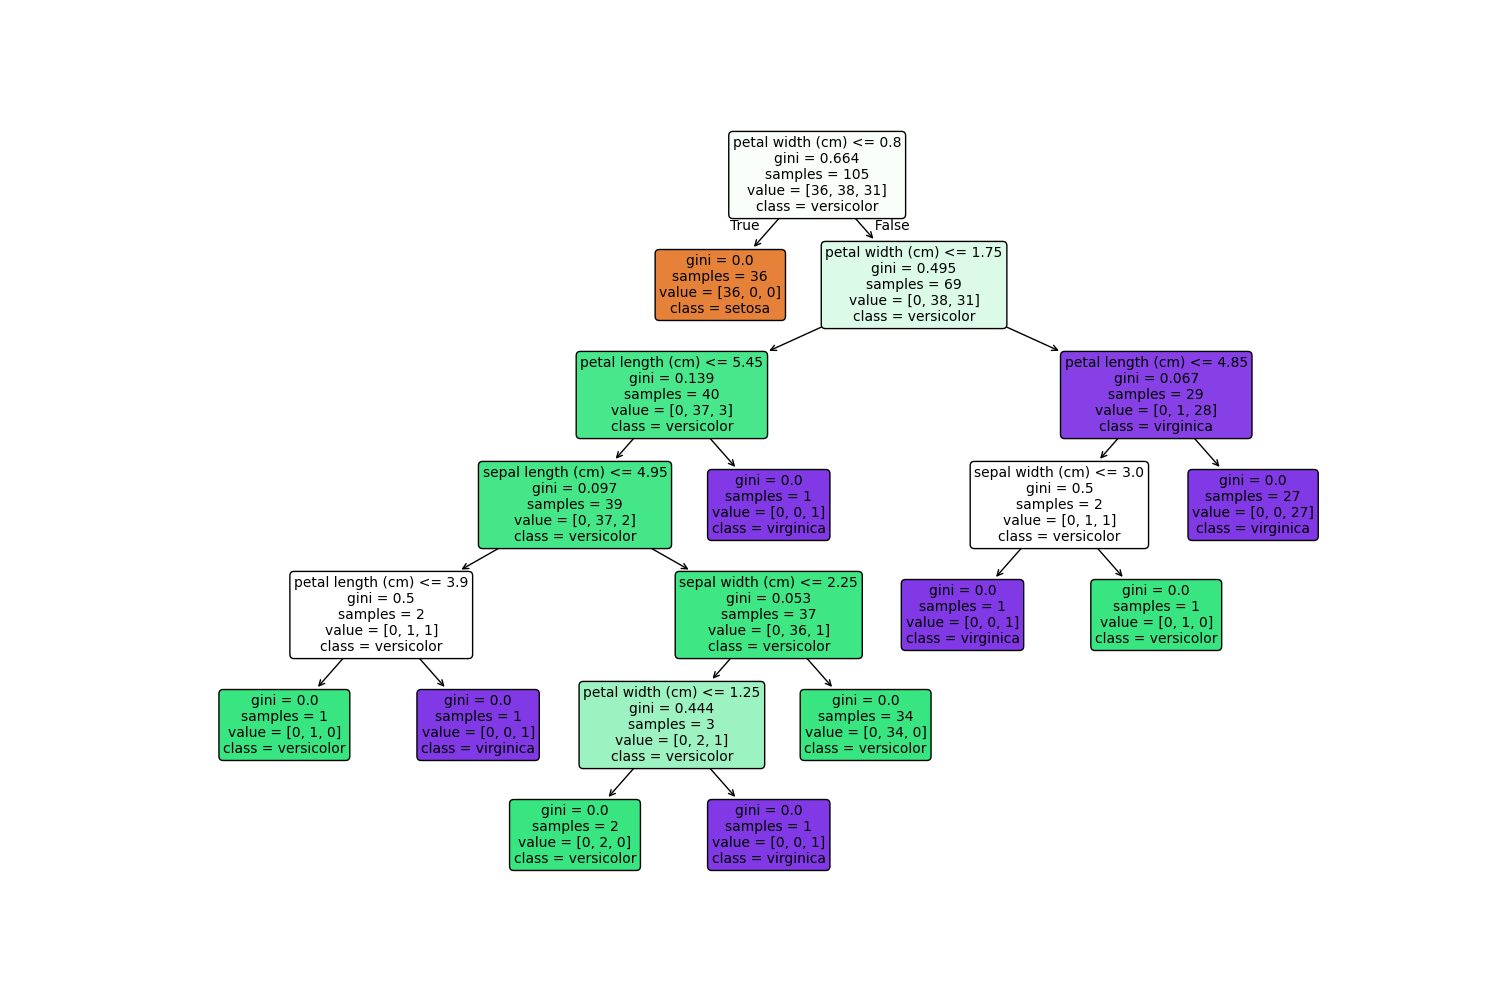 petal width (cm) <= 0.8
gini = 0.664
samples = 105
value = [36, 38, 31]
class = versicolor
True
False
gini = 0.0
samples = 36
value = [36, 0, 0]
class = setosa
petal width (cm) <= 1.75
gini = 0.495
samples = 69
value = [0, 38, 31]
class = versicolor
petal length (cm) <= 5.45
gini = 0.139
samples = 40
value = [0, 37, 3]
class = versicolor
petal length (cm) <= 4.85
gini = 0.067
samples = 29
value = [0, 1, 28]
class = virginica
sepal length (cm) <= 4.95
gini = 0.097
samples = 39
value = [0, 37, 2]
class = versicolor
gini = 0.0
samples = 1
value = [0, 0, 1]
class = virginica
sepal width (cm) <= 3.0
gini = 0.5
samples = 2
value = [0, 1, 1]
class = versicolor
gini = 0.0
samples = 27
value = [0, 0, 27]
class = virginica
petal length (cm) <= 3.9
gini = 0.5
samples = 2
value = [0, 1, 1]
class = versicolor
sepal width (cm) <= 2.25
gini = 0.053
samples = 37
value = [0, 36, 1]
class = versicolor
gini = 0.0
samples = 1
value = [0, 0, 1]
class = virginica
gini = 0.0
samples = 1
value = [0, 1, 0]
class = versicolor
gini = 0.0
samples = 1
value = [0, 1, 0]
class = versicolor
gini = 0.0
samples = 1
value = [0, 0, 1]
class = virginica
petal width (cm) <= 1.25
gini = 0.444
samples = 3
value = [0, 2, 1]
class = versicolor
gini = 0.0
samples = 34
value = [0, 34, 0]
class = versicolor
gini = 0.0
samples = 2
value = [0, 2, 0]
class = versicolor
gini = 0.0
samples = 1
value = [0, 0, 1]
class = virginica